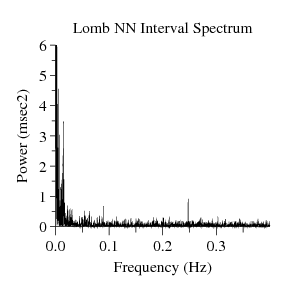 Lomb NN Interval Spectrum
Power (msec2)
6
5
4
3
2
1
0
0.0 0.1 0.2 0.3
Frequency (Hz)